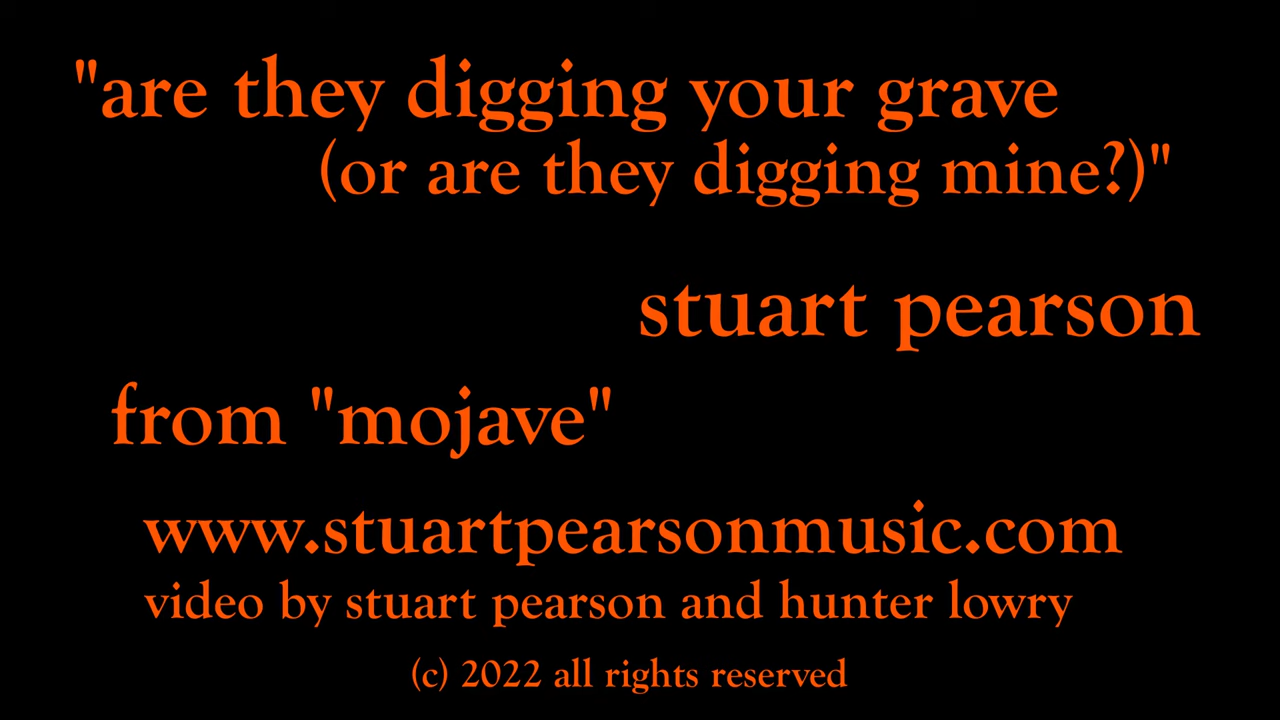 "are they digging your grave
(or are they digging mine?)"
stuart pearson
from "mojave"
www.stuartpearsonmusic.com
video by stuart pearson and hunter lowry
(c) 2022 all rights reserved